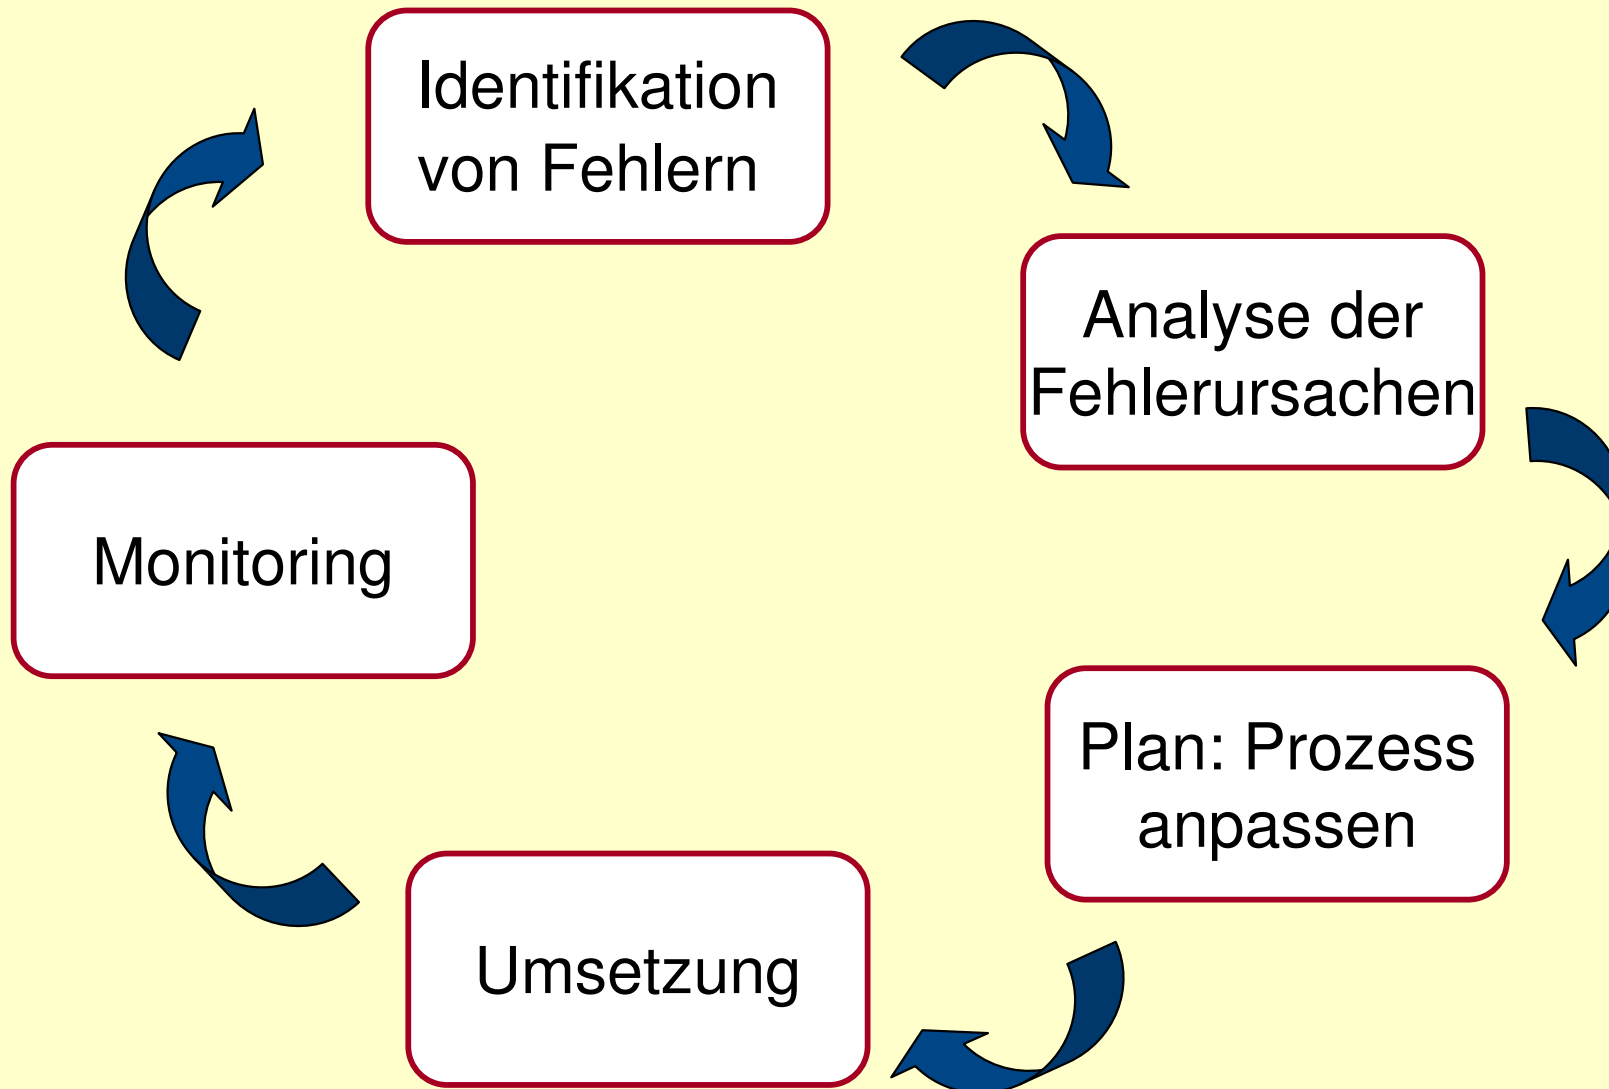 Identifikation
von Fehlern
Analyse der
Fehlerursachen
Plan: Prozess
anpassen
Umsetzung
Monitoring